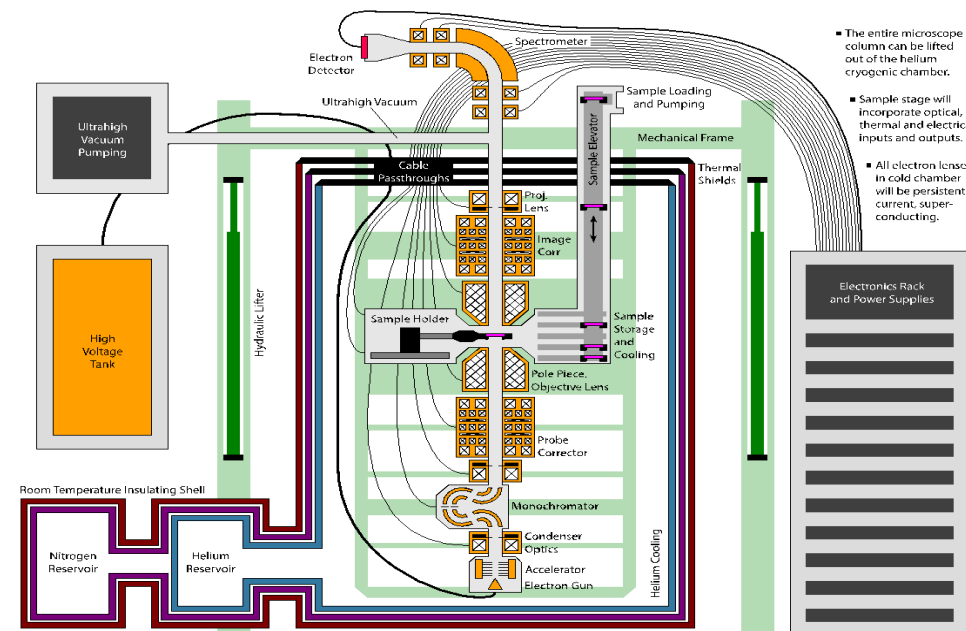 Electron
Detector
Spectrometer
▪ The entire microscope
column can be lifted
out of the helium
cryogenic chamber.
▪ Sample stage will
incorporate optical,
thermal and electric
inputs and outputs.
▪ All electron lense
in cold chamber
will be persistent
current, super-
conducting.
Ultrahigh Vacuum
Sample Loading
and Pumping
Ultrahigh
Vacuum
Pumping
Mechanical Frame
Sample Elevator
Cable
Passthroughs
Thermal
Shields
Proj.
Lens
Image
Corr
Hydraulic Lifter
Electronics Rack
and Power Supplies
Sample Holder
Sample
Storage
and
Cooling
High
Voltage
Tank
Pole Piece,
Objective Lens
Probe
Corrector
Room Temperature Insulating Shell
Monochromator
Nitrogen
Reservoir
Helium
Reservoir
Condenser
Optics
Helium Cooling
Accelerator
Electron Gun